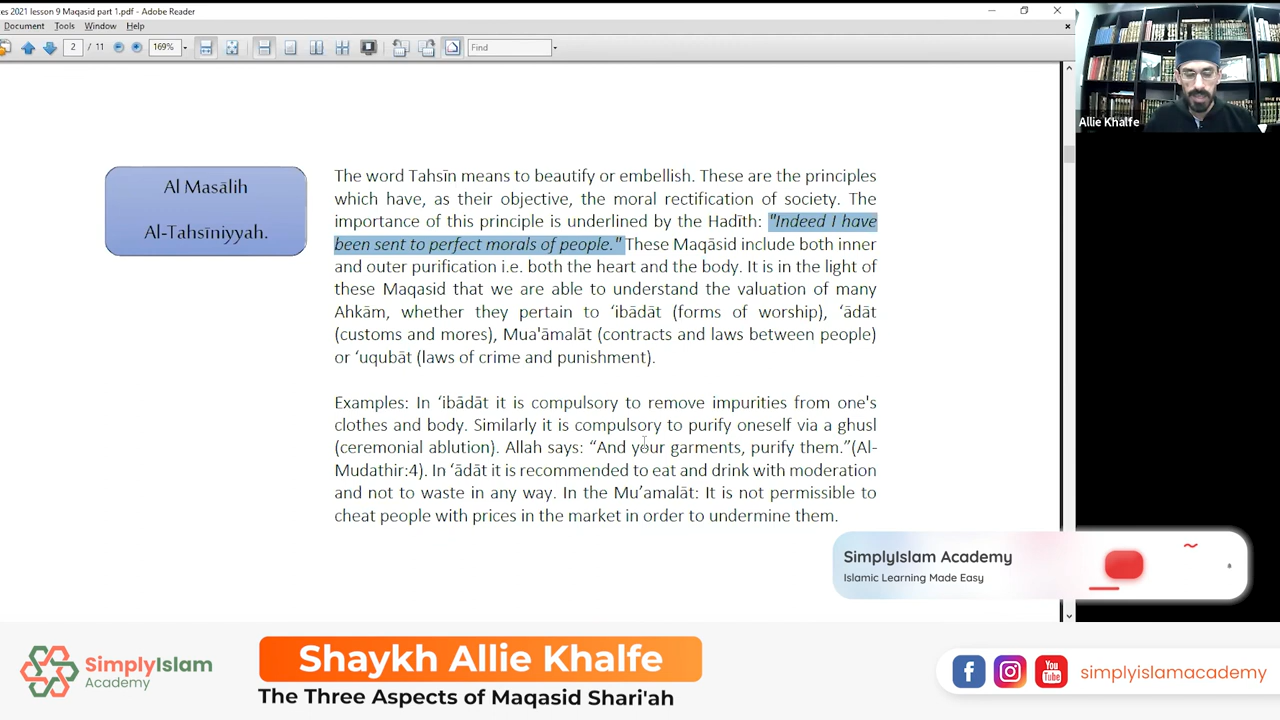 es 2021 lesson 9 Maqasid part 1.pdf - Adobe Reader
Document Tools Window Help
2 / 11 169% Find
Allie Khalfe
Al Masālih
Al-Tahsīniyyah.
The word Tahsīn means to beautify or embellish. These are the principles
which have, as their objective, the moral rectification of society. The
importance of this principle is underlined by the Hadīth: "Indeed I have
been sent to perfect morals of people." These Maqāsid include both inner
and outer purification i.e. both the heart and the body. It is in the light of
these Maqasid that we are able to understand the valuation of many
Ahkām, whether they pertain to ‘ibādāt (forms of worship), ‘ādāt
(customs and mores), Mua'āmalāt (contracts and laws between people)
or ‘uqubāt (laws of crime and punishment).
Examples: In ‘ibādāt it is compulsory to remove impurities from one's
clothes and body. Similarly it is compulsory to purify oneself via a ghusl
(ceremonial ablution). Allah says: “And your garments, purify them.”(Al-
Mudathir:4). In ‘ādāt it is recommended to eat and drink with moderation
and not to waste in any way. In the Mu’amalāt: It is not permissible to
cheat people with prices in the market in order to undermine them.
SimplyIslam Academy
Islamic Learning Made Easy
SimplyIslam
Academy
Shaykh Allie Khalfe
The Three Aspects of Maqasid Shari'ah
f
You
Tube
simplyislamacademy